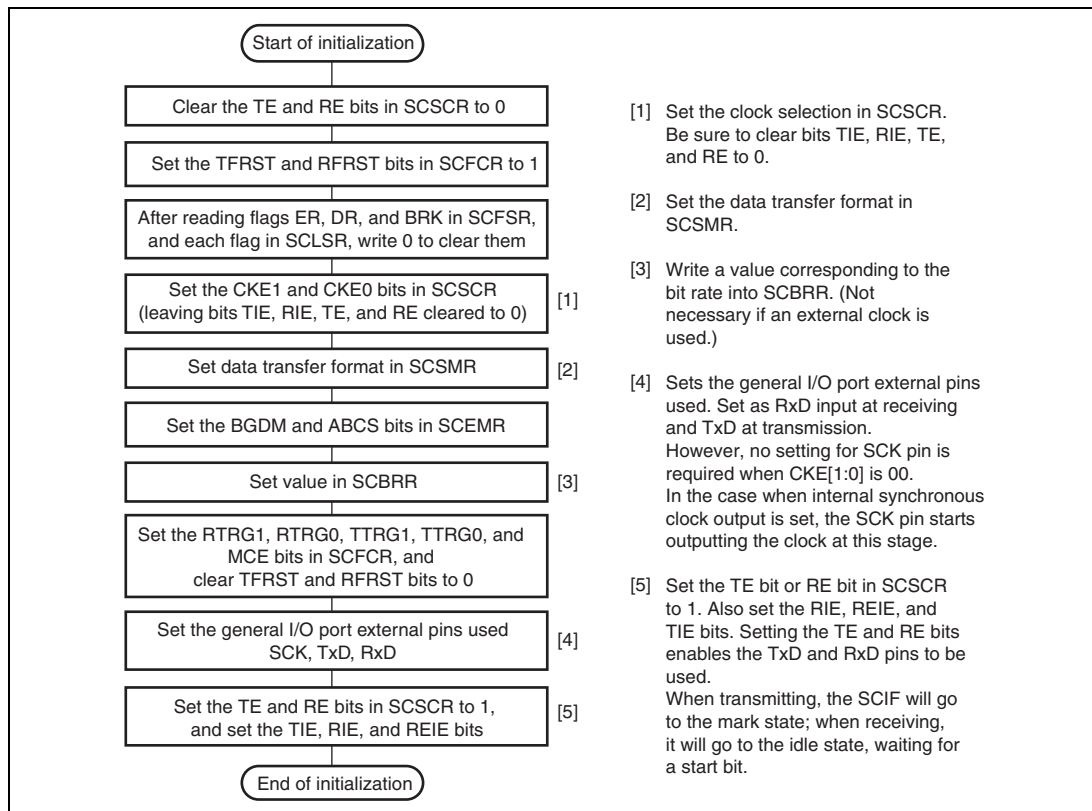 Start of initialization
Clear the TE and RE bits in SCSCR to 0
Set the TFRST and RFRST bits in SCFCR to 1
After reading flags ER, DR, and BRK in SCFSR,
and each flag in SCLSR, write 0 to clear them
Set the CKE1 and CKE0 bits in SCSCR
(leaving bits TIE, RIE, TE, and RE cleared to 0)
[1]
Set data transfer format in SCSMR
[2]
Set the BGDM and ABCS bits in SCEMR
Set value in SCBRR
[3]
Set the RTRG1, RTRG0, TTRG1, TTRG0, and
MCE bits in SCFCR, and
clear TFRST and RFRST bits to 0
Set the general I/O port external pins used
SCK, TxD, RxD
[4]
Set the TE and RE bits in SCSCR to 1,
and set the TIE, RIE, and REIE bits
[5]
End of initialization
[1] Set the clock selection in SCSCR.
Be sure to clear bits TIE, RIE, TE,
and RE to 0.
[2] Set the data transfer format in
SCSMR.
[3] Write a value corresponding to the
bit rate into SCBRR. (Not
necessary if an external clock is
used.)
[4] Sets the general I/O port external pins
used. Set as RxD input at receiving
and TxD at transmission.
However, no setting for SCK pin is
required when CKE[1:0] is 00.
In the case when internal synchronous
clock output is set, the SCK pin starts
outputting the clock at this stage.
[5] Set the TE bit or RE bit in SCSCR
to 1. Also set the RIE, REIE, and
TIE bits. Setting the TE and RE bits
enables the TxD and RxD pins to be
used.
When transmitting, the SCIF will go
to the mark state; when receiving,
it will go to the idle state, waiting for
a start bit.